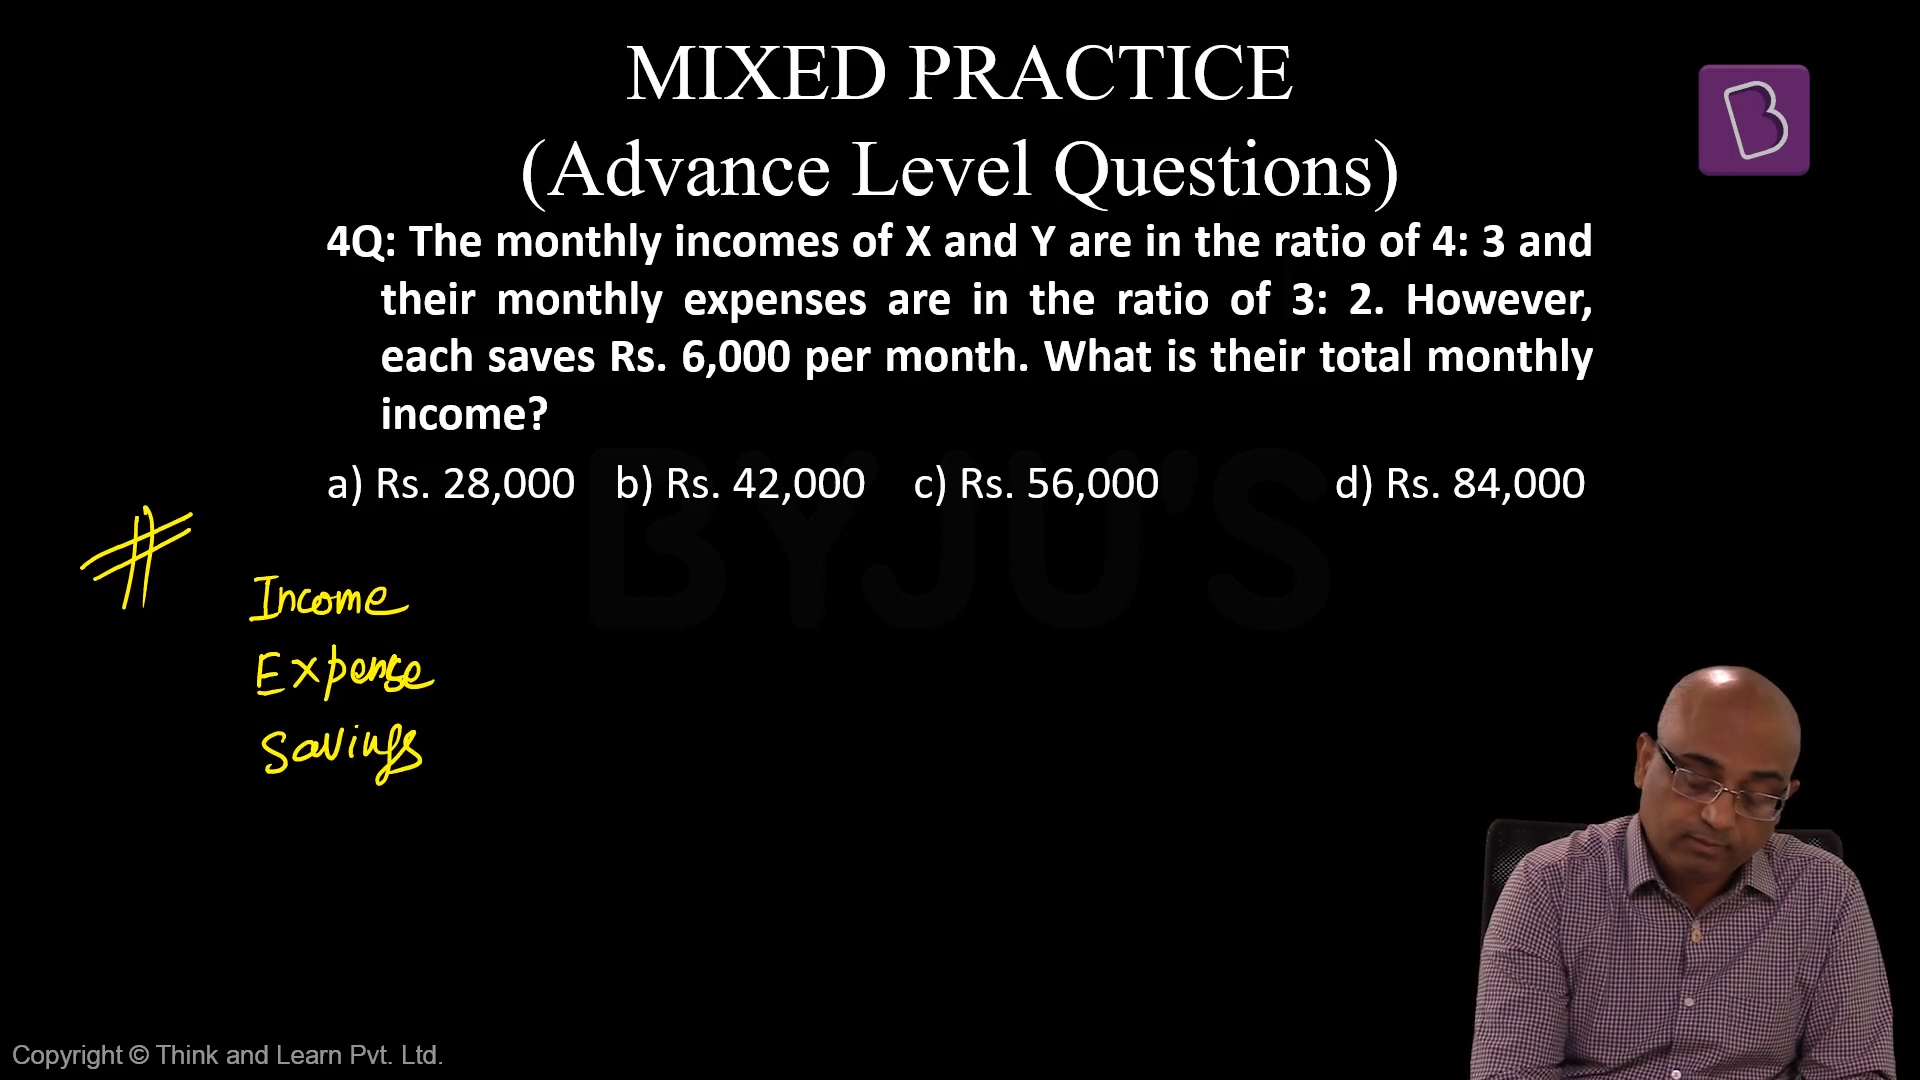 MIXED PRACTICE
(Advance Level Questions)
4Q: The monthly incomes of X and Y are in the ratio of 4: 3 and
their monthly expenses are in the ratio of 3: 2. However,
each saves Rs. 6,000 per month. What is their total monthly
income?
a) Rs. 28,000 b) Rs. 42,000 c) Rs. 56,000 d) Rs. 84,000
BYJU'S
#
Income
Expense
Savings
Copyright © Think and Learn Pvt. Ltd.